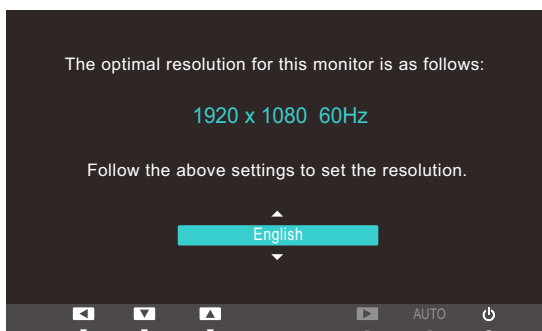 The optimal resolution for this monitor is as follows:
1920 x 1080 60Hz
Follow the above settings to set the resolution.
English
AUTO